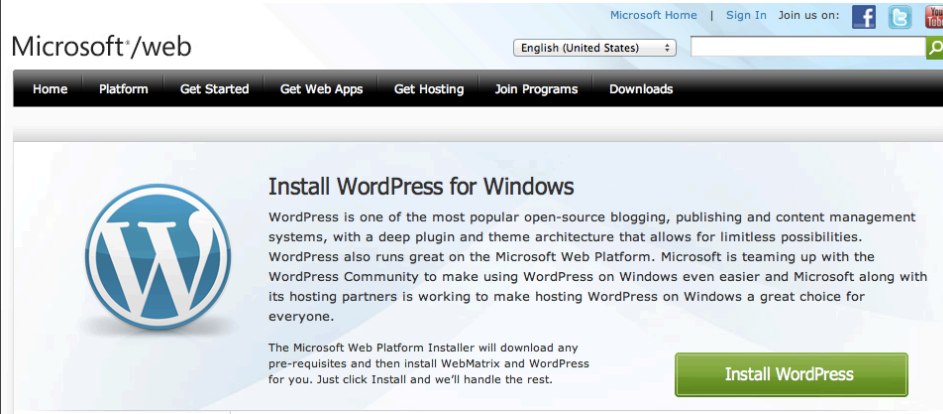 Microsoft Home | Sign In Join us on: f t You Tube
Microsoft®/web
English (United States)
Home Platform Get Started Get Web Apps Get Hosting Join Programs Downloads
W
Install WordPress for Windows
WordPress is one of the most popular open-source blogging, publishing and content management
systems, with a deep plugin and theme architecture that allows for limitless possibilities.
WordPress also runs great on the Microsoft Web Platform. Microsoft is teaming up with the
WordPress Community to make using WordPress on Windows even easier and Microsoft along with
its hosting partners is working to make hosting WordPress on Windows a great choice for
everyone.
The Microsoft Web Platform Installer will download any
pre-requisites and then install WebMatrix and WordPress
for you. Just click Install and we'll handle the rest.
Install WordPress